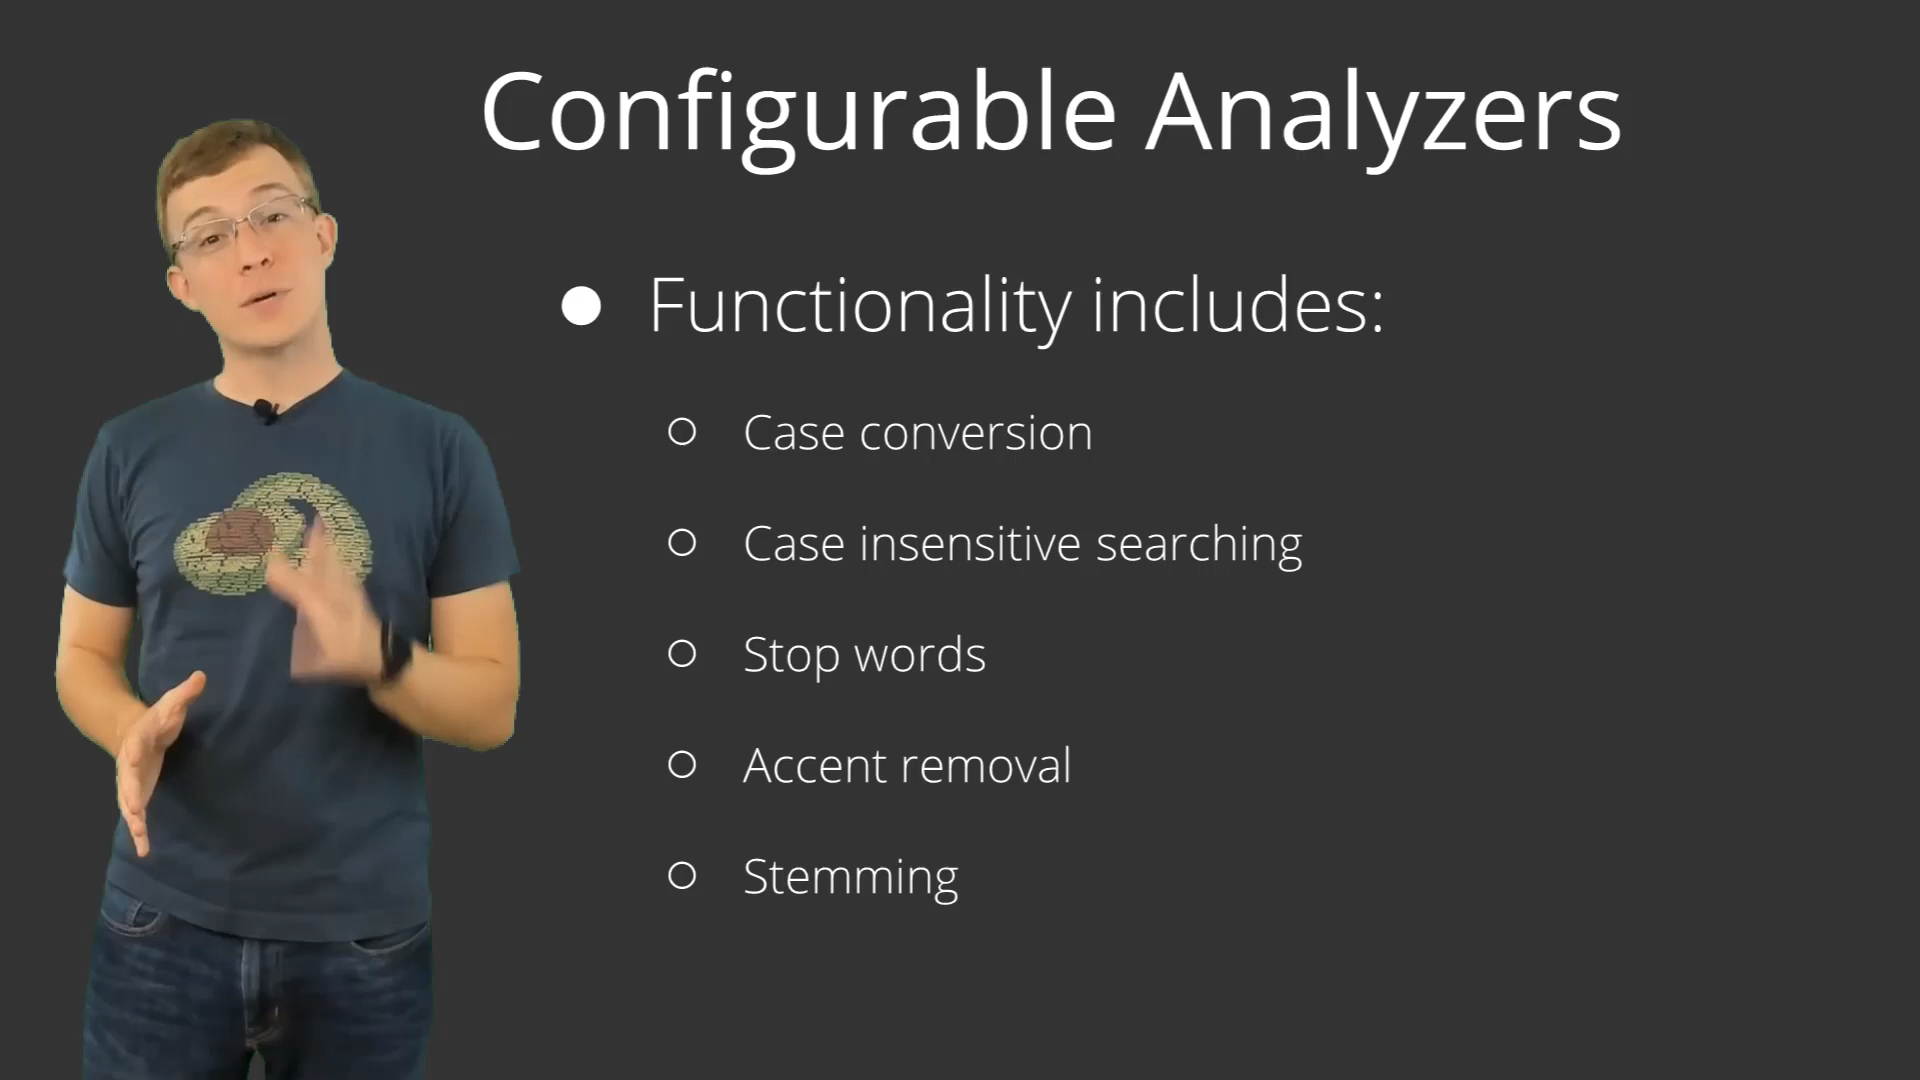 Configurable Analyzers
Functionality includes:
Case conversion
Case insensitive searching
Stop words
Accent removal
Stemming